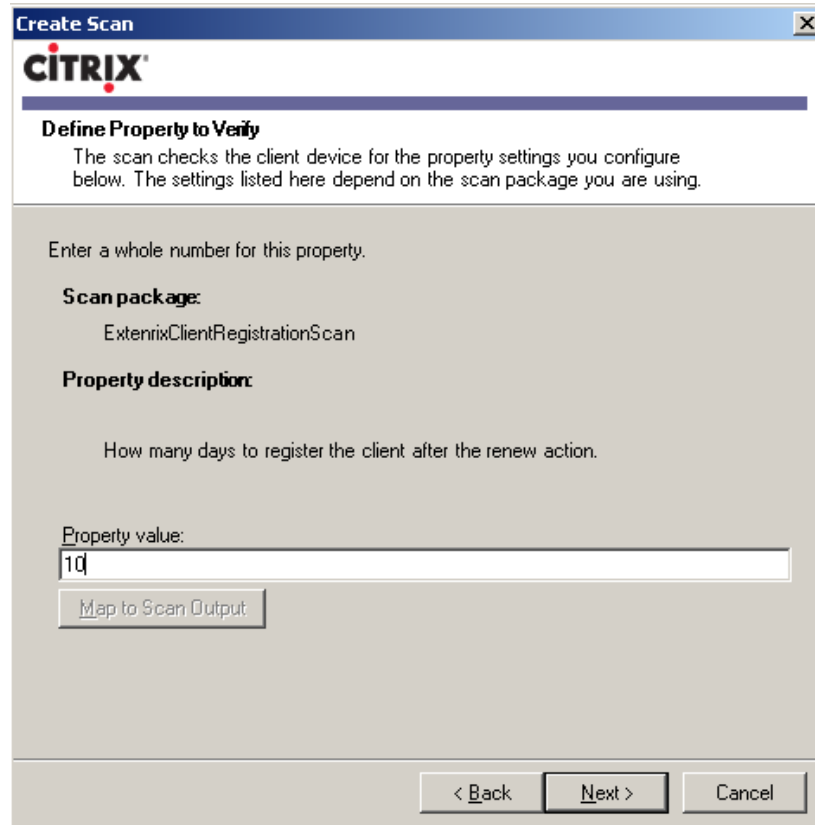 Create Scan
CİTRIX
Define Property to Verify
The scan checks the client device for the property settings you configure
below. The settings listed here depend on the scan package you are using.
Enter a whole number for this property.
Scan package:
ExtenrixClientRegistrationScan
Property description:
How many days to register the client after the renew action.
Property value:
10
Map to Scan Output
< Back Next > Cancel